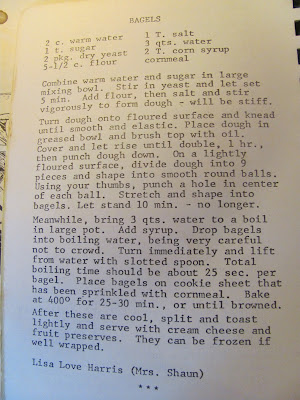 BAGELS
2 c. warm water 1 T. salt
1 t. sugar 3 qts. water
2 pkg. dry yeast 2 T. corn syrup
5-1/2 c. flour cornmeal
Combine warm water and sugar in large
mixing bowl. Stir in yeast and let set
5 min. Add flour, then salt and stir
vigorously to form dough - will be stiff.
Turn dough onto floured surface and knead
until smooth and elastic. Place dough in
greased bowl and brush top with oil.
Cover and let rise until double, 1 hr.,
then punch dough down. On a lightly
floured surface, divide dough into 9
pieces and shape into smooth round balls.
Using your thumbs, punch a hole in center
of each ball. Stretch and shape into
bagels. Let stand 10 min. - no longer.
Meanwhile, bring 3 qts. water to a boil
in large pot. Add syrup. Drop bagels
into boiling water, being very careful
not to crowd. Turn immediately and lift
from water with slotted spoon. Total
boiling time should be about 25 sec. per
bagel. Place bagels on cookie sheet that
has been sprinkled with cornmeal. Bake
at 400° for 25-30 min., or until browned.
After these are cool, split and toast
lightly and serve with cream cheese and
fruit preserves. They can be frozen if
well wrapped.
Lisa Love Harris (Mrs. Shaun)
* * *